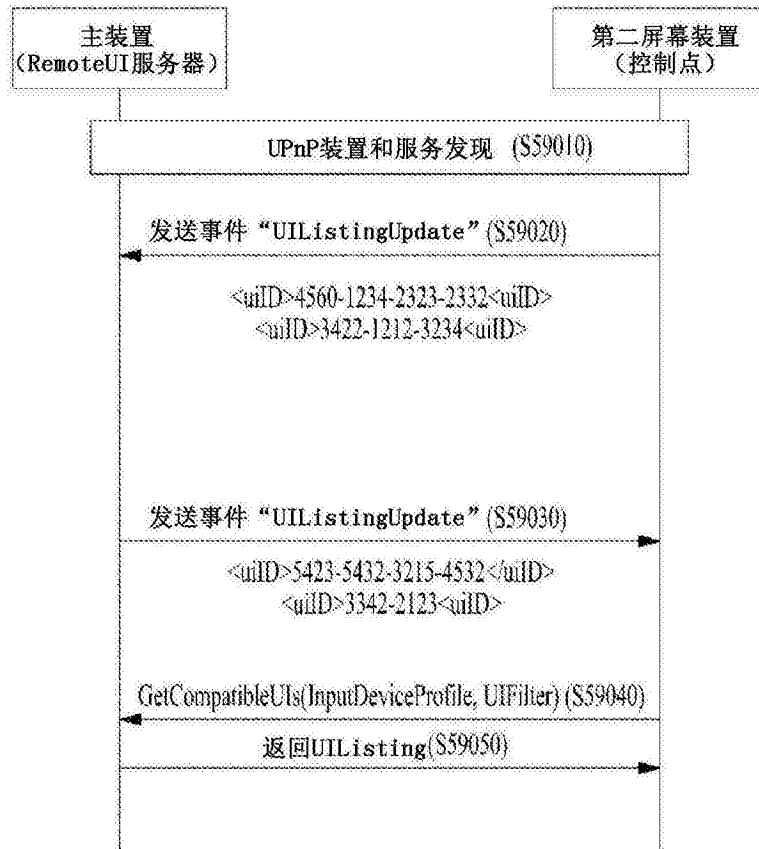 主装置
（RemoteUI服务器）
第二屏幕装置
（控制点）
UPnP装置和服务发现 (S59010)
发送事件“UIListingUpdate”(S59020)
<uiID>4560-1234-2323-2332<uiID>
<uiID>3422-1212-3234<uiID>
发送事件“UIListingUpdate”(S59030)
<uiID>5423-5432-3215-4532</uiID>
<uiID>3342-2123<uiID>
GetCompatibleUIs(InputDeviceProfile, UIFilter) (S59040)
返回UIListing(S59050)